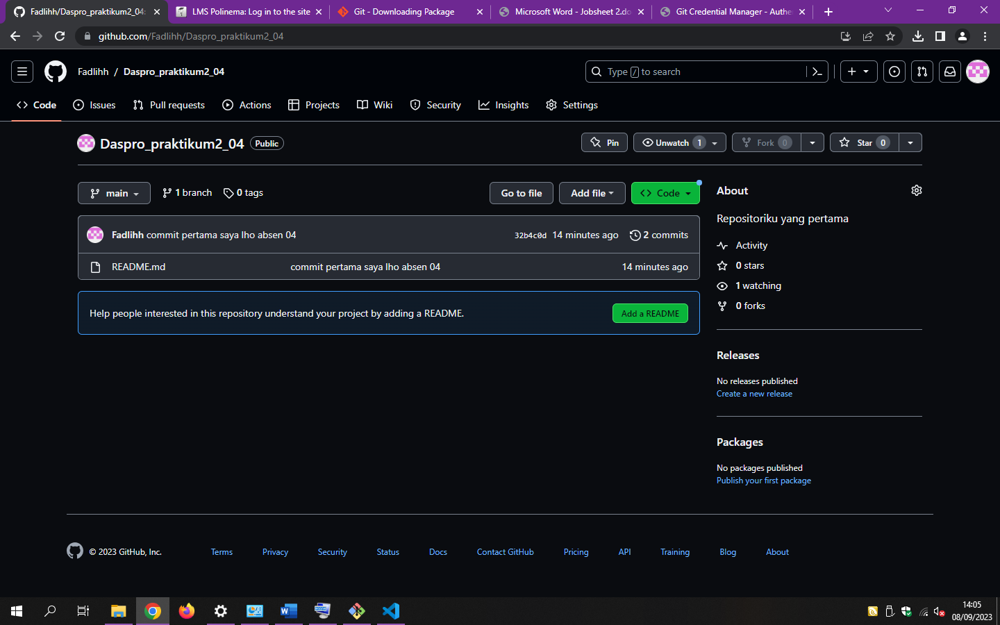 Fadlihh/Daspro_praktikum2_04:
LMS Polinema: Log in to the site
Git - Downloading Package
Microsoft Word - Jobsheet 2.do
Git Credential Manager - Authe
github.com/Fadlihh/Daspro_praktikum2_04
Fadlihh / Daspro_praktikum2_04
Type / to search
Code
Issues
Pull requests
Actions
Projects
Wiki
Security
Insights
Settings
Daspro_praktikum2_04
Public
Pin
Unwatch 1
Fork 0
Star 0
main
1 branch
0 tags
Go to file
Add file
Code
About
Repositoriku yang pertama
Fadlihh commit pertama saya lho absen 04
32b4c0d 14 minutes ago
2 commits
README.md
commit pertama saya lho absen 04
14 minutes ago
Activity
0 stars
1 watching
0 forks
Help people interested in this repository understand your project by adding a README.
Add a README
Releases
No releases published
Create a new release
Packages
No packages published
Publish your first package
© 2023 GitHub, Inc.
Terms
Privacy
Security
Status
Docs
Contact GitHub
Pricing
API
Training
Blog
About
14:05
08/09/2023